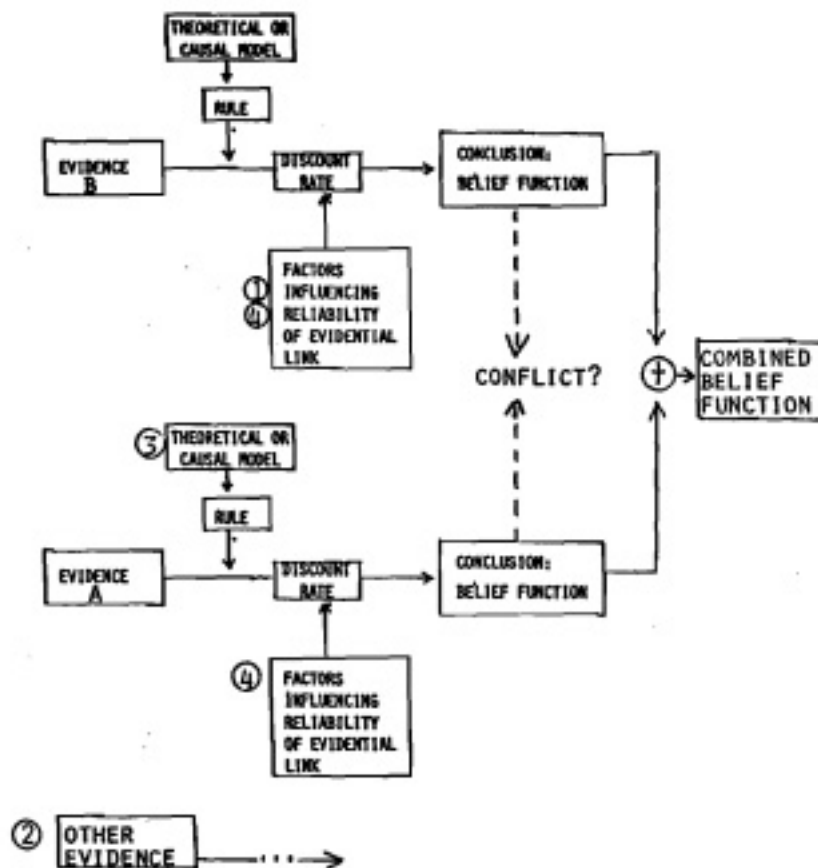 THEORETICAL OR
CAUSAL MODEL
RULE
EVIDENCE
B
DISCOUNT
RATE
CONCLUSION:
BELIEF FUNCTION
① FACTORS
INFLUENCING
④ RELIABILITY
OF EVIDENTIAL
LINK
CONFLICT?
+
COMBINED
BELIEF
FUNCTION
③ THEORETICAL OR
CAUSAL MODEL
RULE
EVIDENCE
A
DISCOUNT
RATE
CONCLUSION:
BELIEF FUNCTION
④ FACTORS
INFLUENCING
RELIABILITY
OF EVIDENTIAL
LINK
② OTHER
EVIDENCE